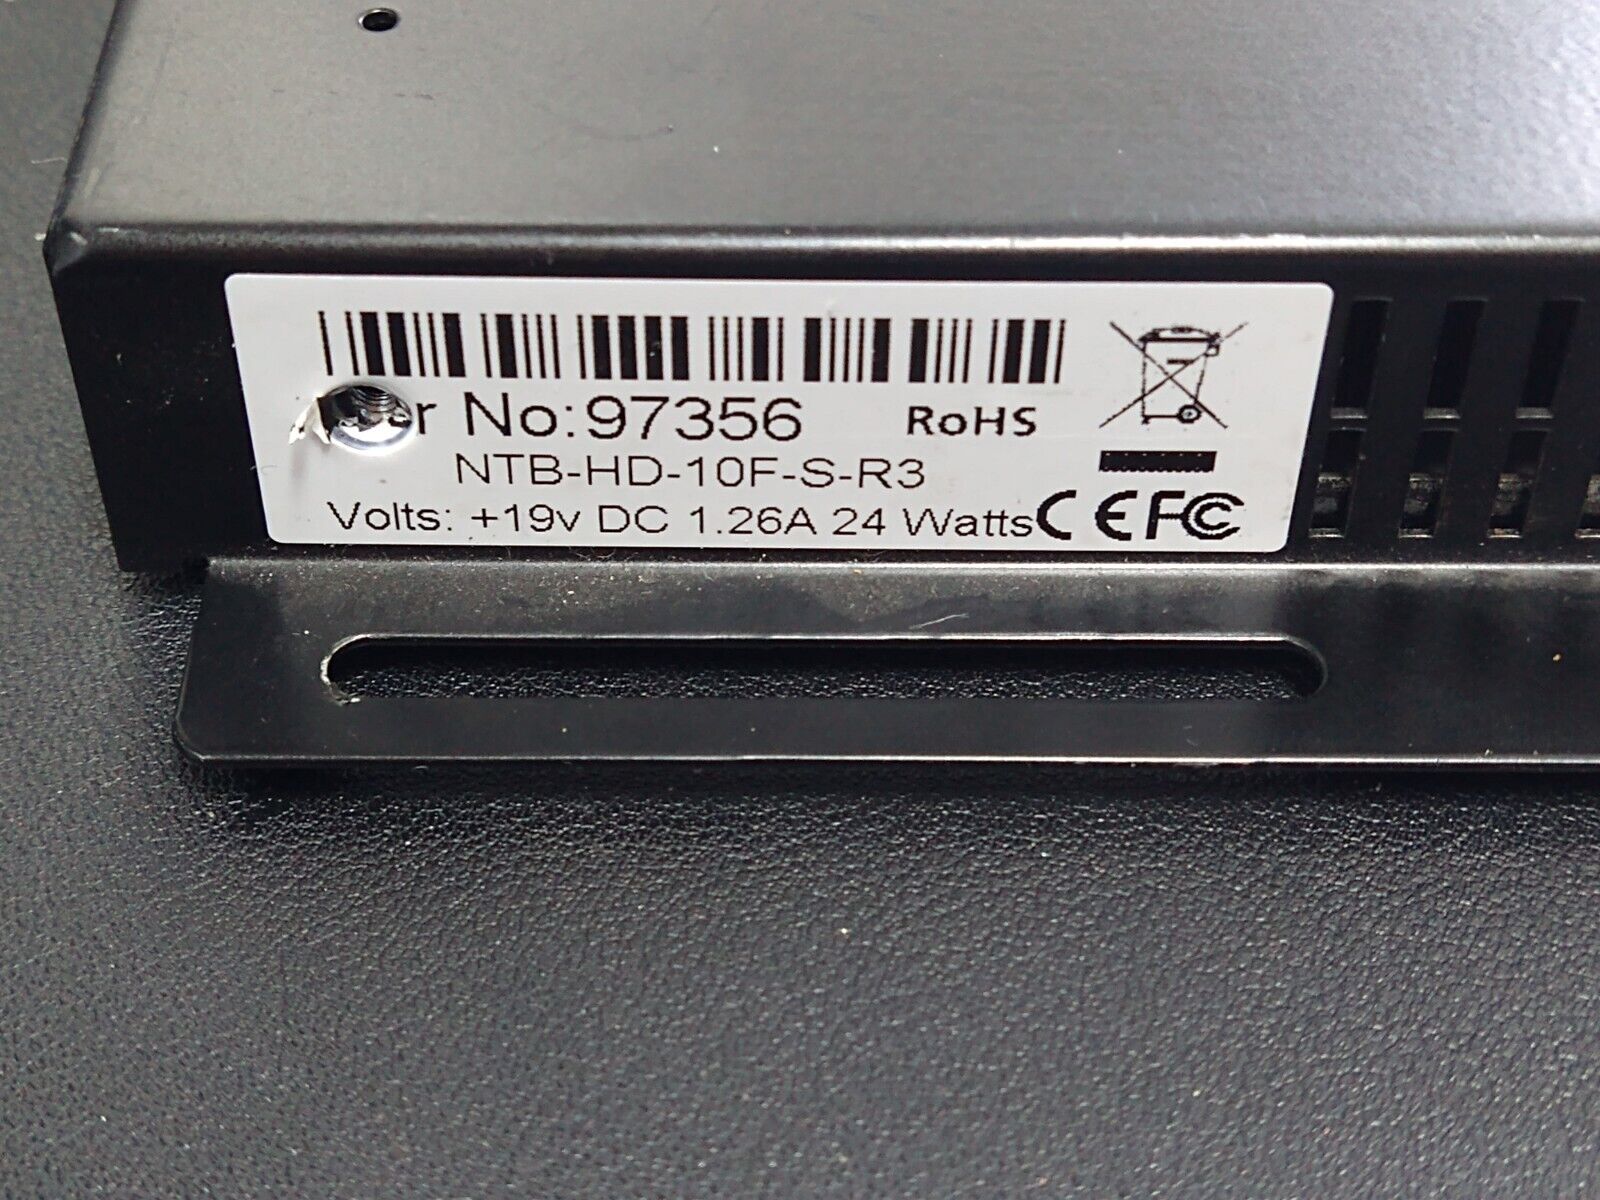 No:97356
RoHS
NTB-HD-10F-S-R3
Volts: +19v DC 1.26A 24 Watts CE FC